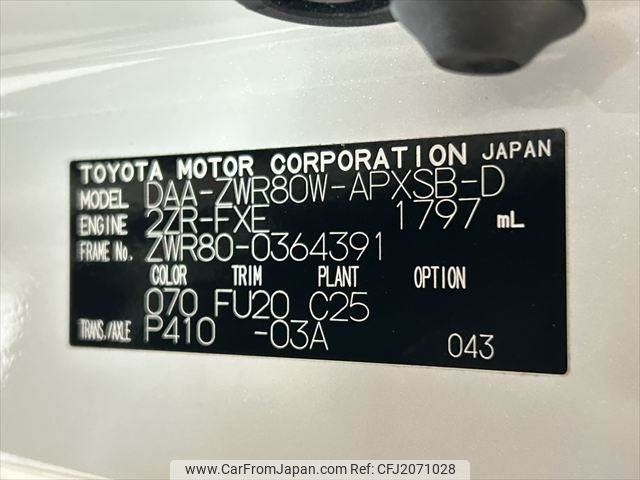 TOYOTA MOTOR CORPORATION JAPAN
MODEL DAA-ZWR80W-APXSB-D
ENGINE 2ZR-FXE 1797 mL
FRAME No. ZWR80-0364391
COLOR TRIM PLANT OPTION
070 FU20 C25
TRANS./AXLE P410 -03A 043
www.CarFromJapan.com | CFJ2071028